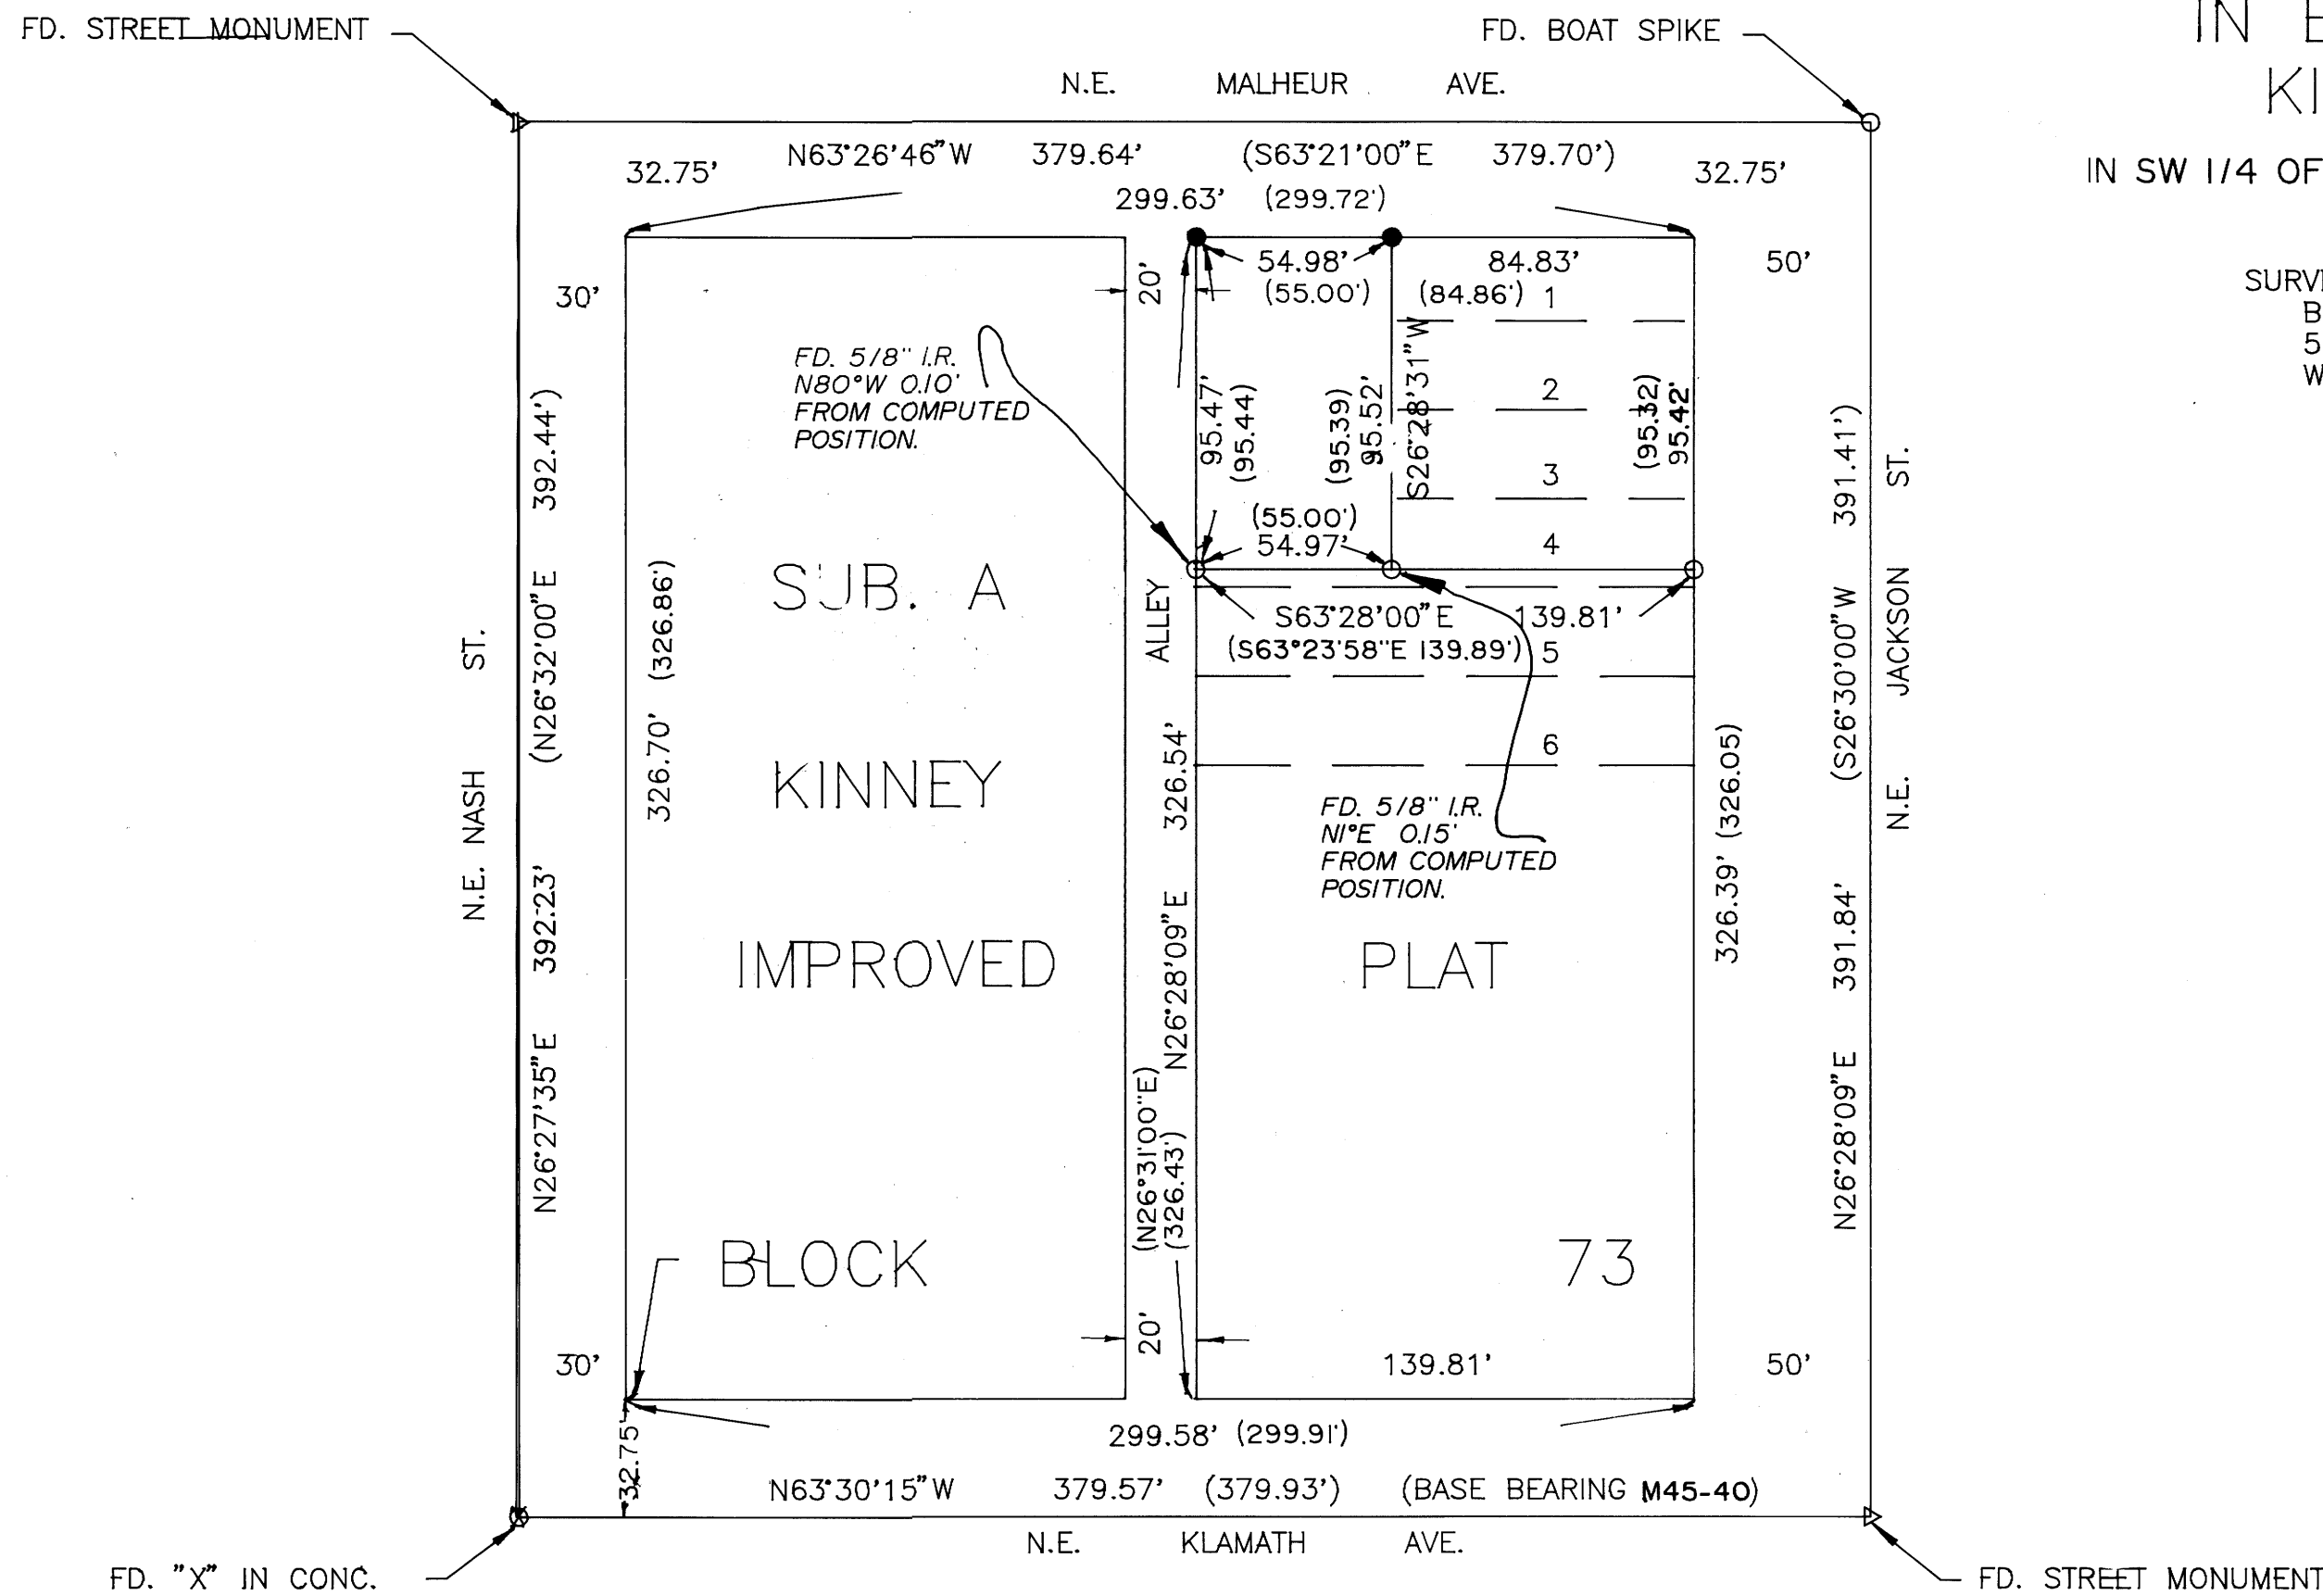 FD. STREET MONUMENT
FD. BOAT SPIKE
IN
KI
IN SW 1/4 OF
SURV
B
5
W
N.E. MALHEUR AVE.
32.75'
N63°26'46"W 379.64' (S63°21'00"E 379.70')
32.75'
299.63' (299.72')
30'
20'
54.98'
(55.00')
84.83'
(84.86')
50'
1
2
3
4
5
6
FD. 5/8" I.R.
N80°W 0.10'
FROM COMPUTED
POSITION.
95.47'
(95.44)
(95.39)
95.52'
S26°28'31"W
(95.32)
95.42'
(55.00')
54.97'
S63°28'00"E 139.81'
(S63°23'58"E 139.89')
N.E. NASH ST.
N26°27'35"E 392.23' (N26°32'00"E 392.44')
326.70' (326.86')
SUB. A
KINNEY
IMPROVED PLAT
BLOCK 73
ALLEY
N26°28'09"E 326.54'
(N26°31'00"E)
(326.43')
FD. 5/8" I.R.
N1°E 0.15'
FROM COMPUTED
POSITION.
326.39' (326.05)
N26°28'09"E 391.84' (S26°30'00"W 391.41')
N.E. JACKSON ST.
30'
20'
139.81'
50'
32.75'
299.58' (299.91')
N63°30'15"W 379.57' (379.93') (BASE BEARING M45-40)
N.E. KLAMATH AVE.
FD. "X" IN CONC.
FD. STREET MONUMENT